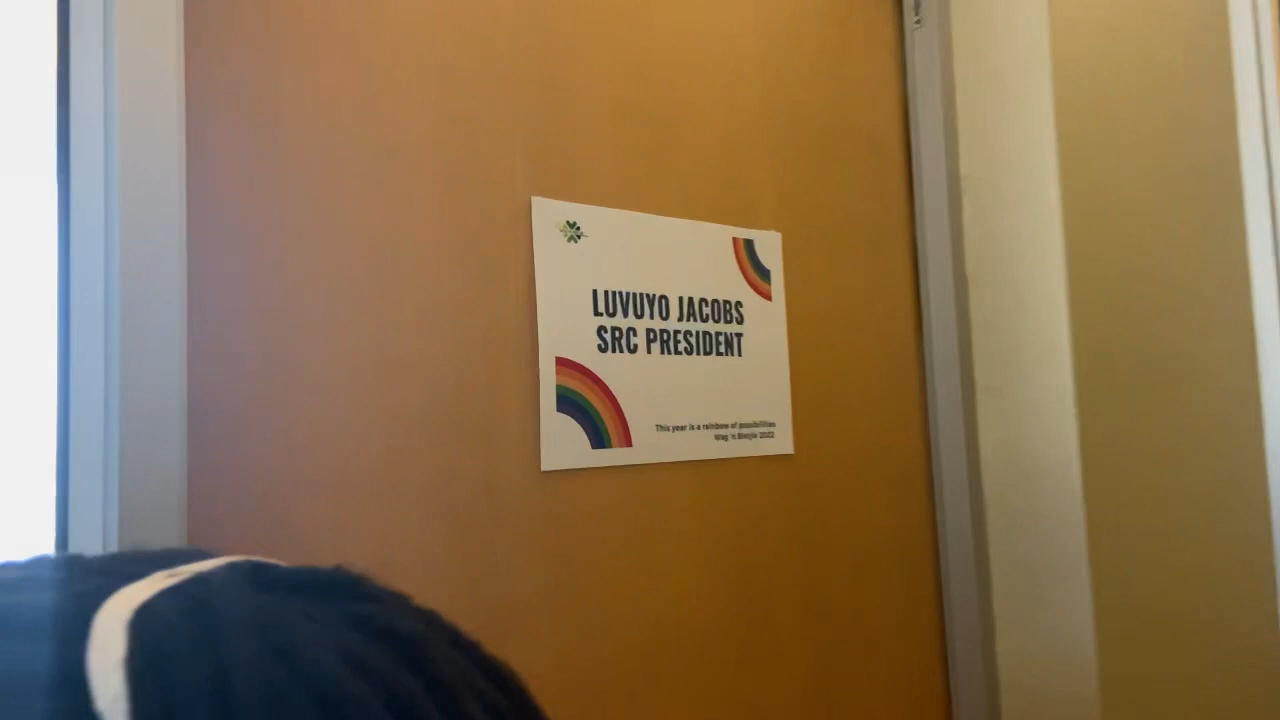 LUVUYO JACOBS
SRC PRESIDENT
This year is a rainbow of possibilities
Wag 'n Bietjie 2022